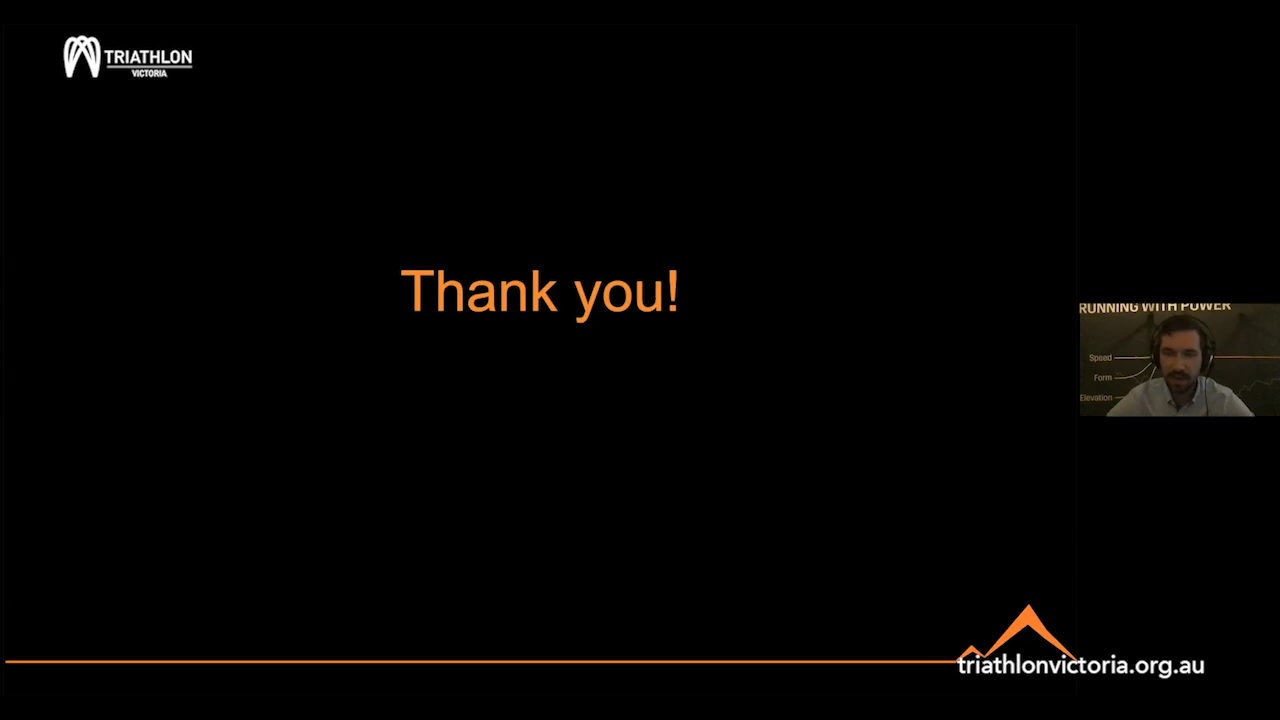 TRIATHLON
VICTORIA
Thank you!
RUNNING WITH POWER
Speed
Form
Elevation
triathlonvictoria.org.au